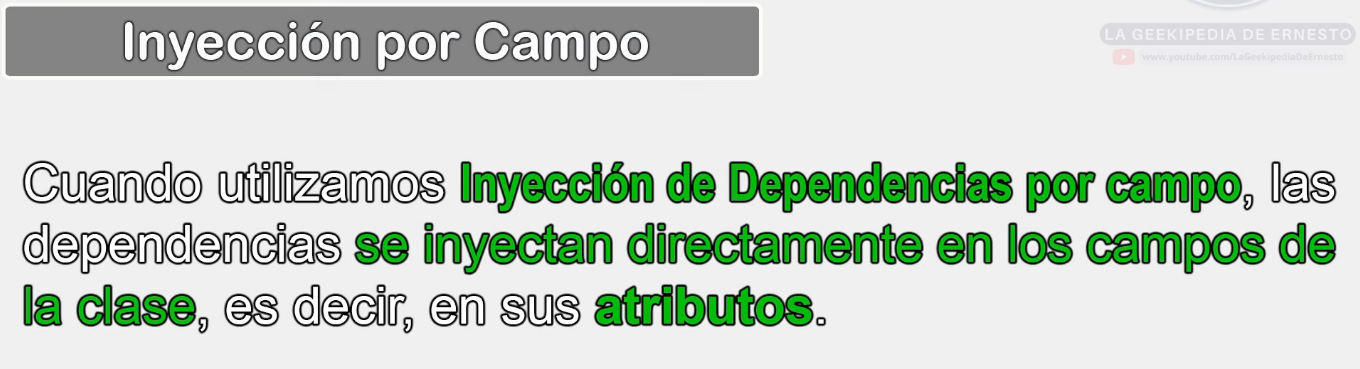 Inyección por Campo
LA GEEKIPEDIA DE ERNESTO
www.youtube.com/LaGeekipediaDeErnesto
Cuando utilizamos Inyección de Dependencias por campo, las
dependencias se inyectan directamente en los campos de
la clase, es decir, en sus atributos.